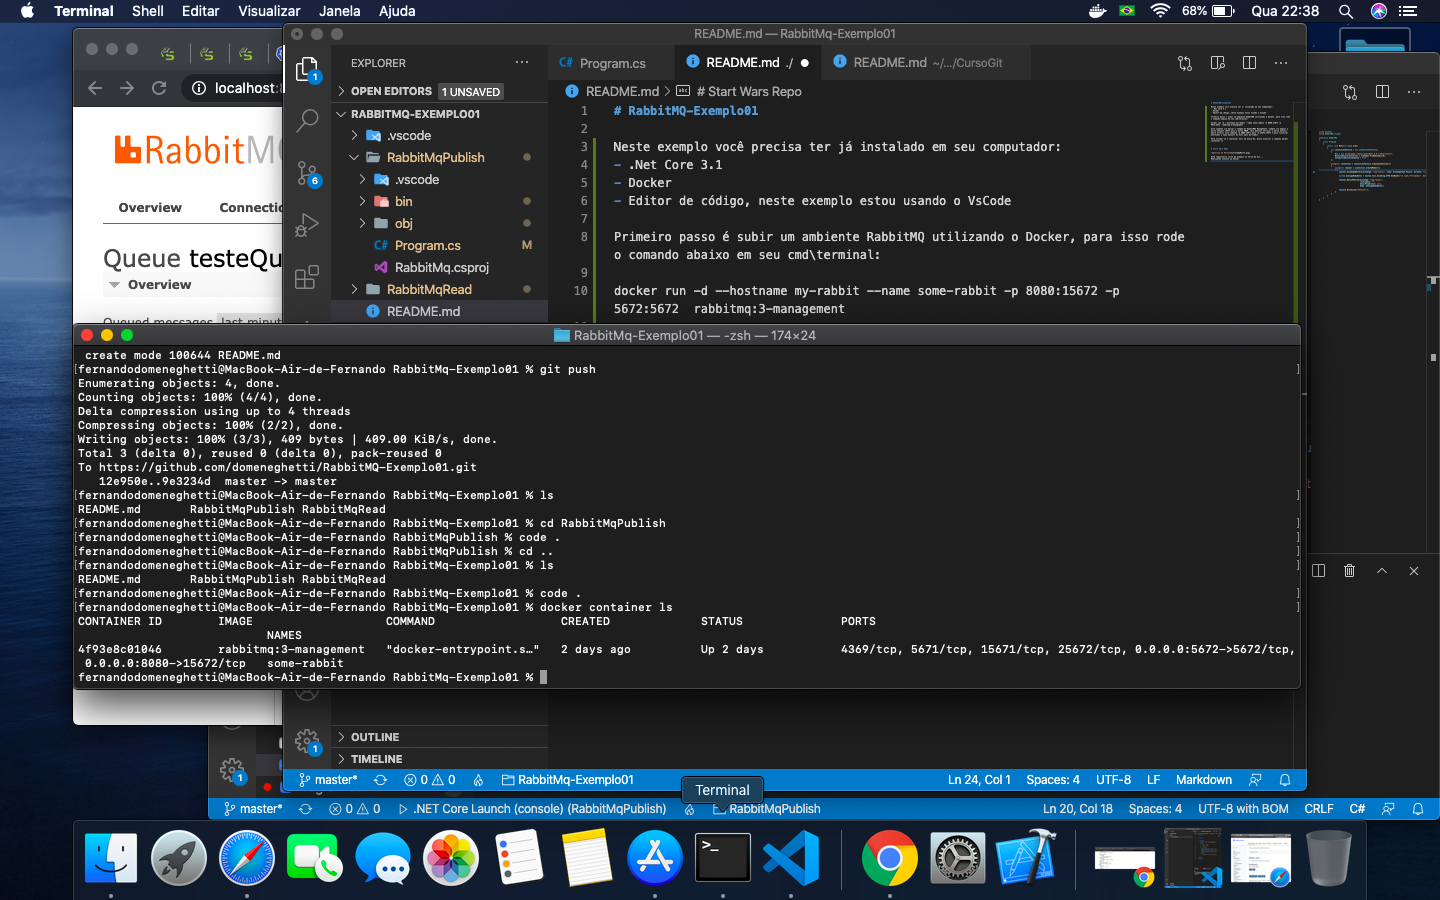 Terminal Shell Editar Visualizar Janela Ajuda 68% Qua 22:38
README.md — RabbitMQ-Exemplo01
localhost:
RabbitM
Overview Connectio
Queue testeQu
Overview
Queued messages last minut
EXPLORER
OPEN EDITORS 1 UNSAVED
RABBITMQ-EXEMPLO01
.vscode
RabbitMqPublish
.vscode
bin
obj
C# Program.cs M
RabbitMq.csproj
RabbitMqRead
README.md
1
6
C# Program.cs
README.md ./
README.md ~/.../CursoGit
README.md > # Start Wars Repo
1 # RabbitMQ-Exemplo01
2
3 Neste exemplo você precisa ter já instalado em seu computador:
4 - .Net Core 3.1
5 - Docker
6 - Editor de código, neste exemplo estou usando o VsCode
7
8 Primeiro passo é subir um ambiente RabbitMQ utilizando o Docker, para isso rode
o comando abaixo em seu cmd\terminal:
9
10 docker run -d --hostname my-rabbit --name some-rabbit -p 8080:15672 -p
5672:5672 rabbitmq:3-management
RabbitMq-Exemplo01 — -zsh — 174×24
create mode 100644 README.md
[fernandodomeneghetti@MacBook-Air-de-Fernando RabbitMq-Exemplo01 % git push ]
Enumerating objects: 4, done.
Counting objects: 100% (4/4), done.
Delta compression using up to 4 threads
Compressing objects: 100% (2/2), done.
Writing objects: 100% (3/3), 409 bytes | 409.00 KiB/s, done.
Total 3 (delta 0), reused 0 (delta 0), pack-reused 0
To https://github.com/domeneghetti/RabbitMQ-Exemplo01.git
12e950e..9e3234d master -> master
[fernandodomeneghetti@MacBook-Air-de-Fernando RabbitMq-Exemplo01 % ls ]
README.md RabbitMqPublish RabbitMqRead
[fernandodomeneghetti@MacBook-Air-de-Fernando RabbitMq-Exemplo01 % cd RabbitMqPublish ]
[fernandodomeneghetti@MacBook-Air-de-Fernando RabbitMqPublish % code . ]
[fernandodomeneghetti@MacBook-Air-de-Fernando RabbitMqPublish % cd .. ]
[fernandodomeneghetti@MacBook-Air-de-Fernando RabbitMq-Exemplo01 % ls ]
README.md RabbitMqPublish RabbitMqRead
[fernandodomeneghetti@MacBook-Air-de-Fernando RabbitMq-Exemplo01 % code . ]
[fernandodomeneghetti@MacBook-Air-de-Fernando RabbitMq-Exemplo01 % docker container ls ]
CONTAINER ID IMAGE COMMAND CREATED STATUS PORTS
NAMES
4f93e8c01046 rabbitmq:3-management "docker-entrypoint.s…" 2 days ago Up 2 days 4369/tcp, 5671/tcp, 15671/tcp, 25672/tcp, 0.0.0.0:5672->5672/tcp,
0.0.0.0:8080->15672/tcp some-rabbit
fernandodomeneghetti@MacBook-Air-de-Fernando RabbitMq-Exemplo01 %
OUTLINE
TIMELINE
1
master* 0 0 RabbitMq-Exemplo01 Ln 24, Col 1 Spaces: 4 UTF-8 LF Markdown
1
Terminal
master* 0 0 .NET Core Launch (console) (RabbitMqPublish) RabbitMqPublish Ln 20, Col 18 Spaces: 4 UTF-8 with BOM CRLF C#